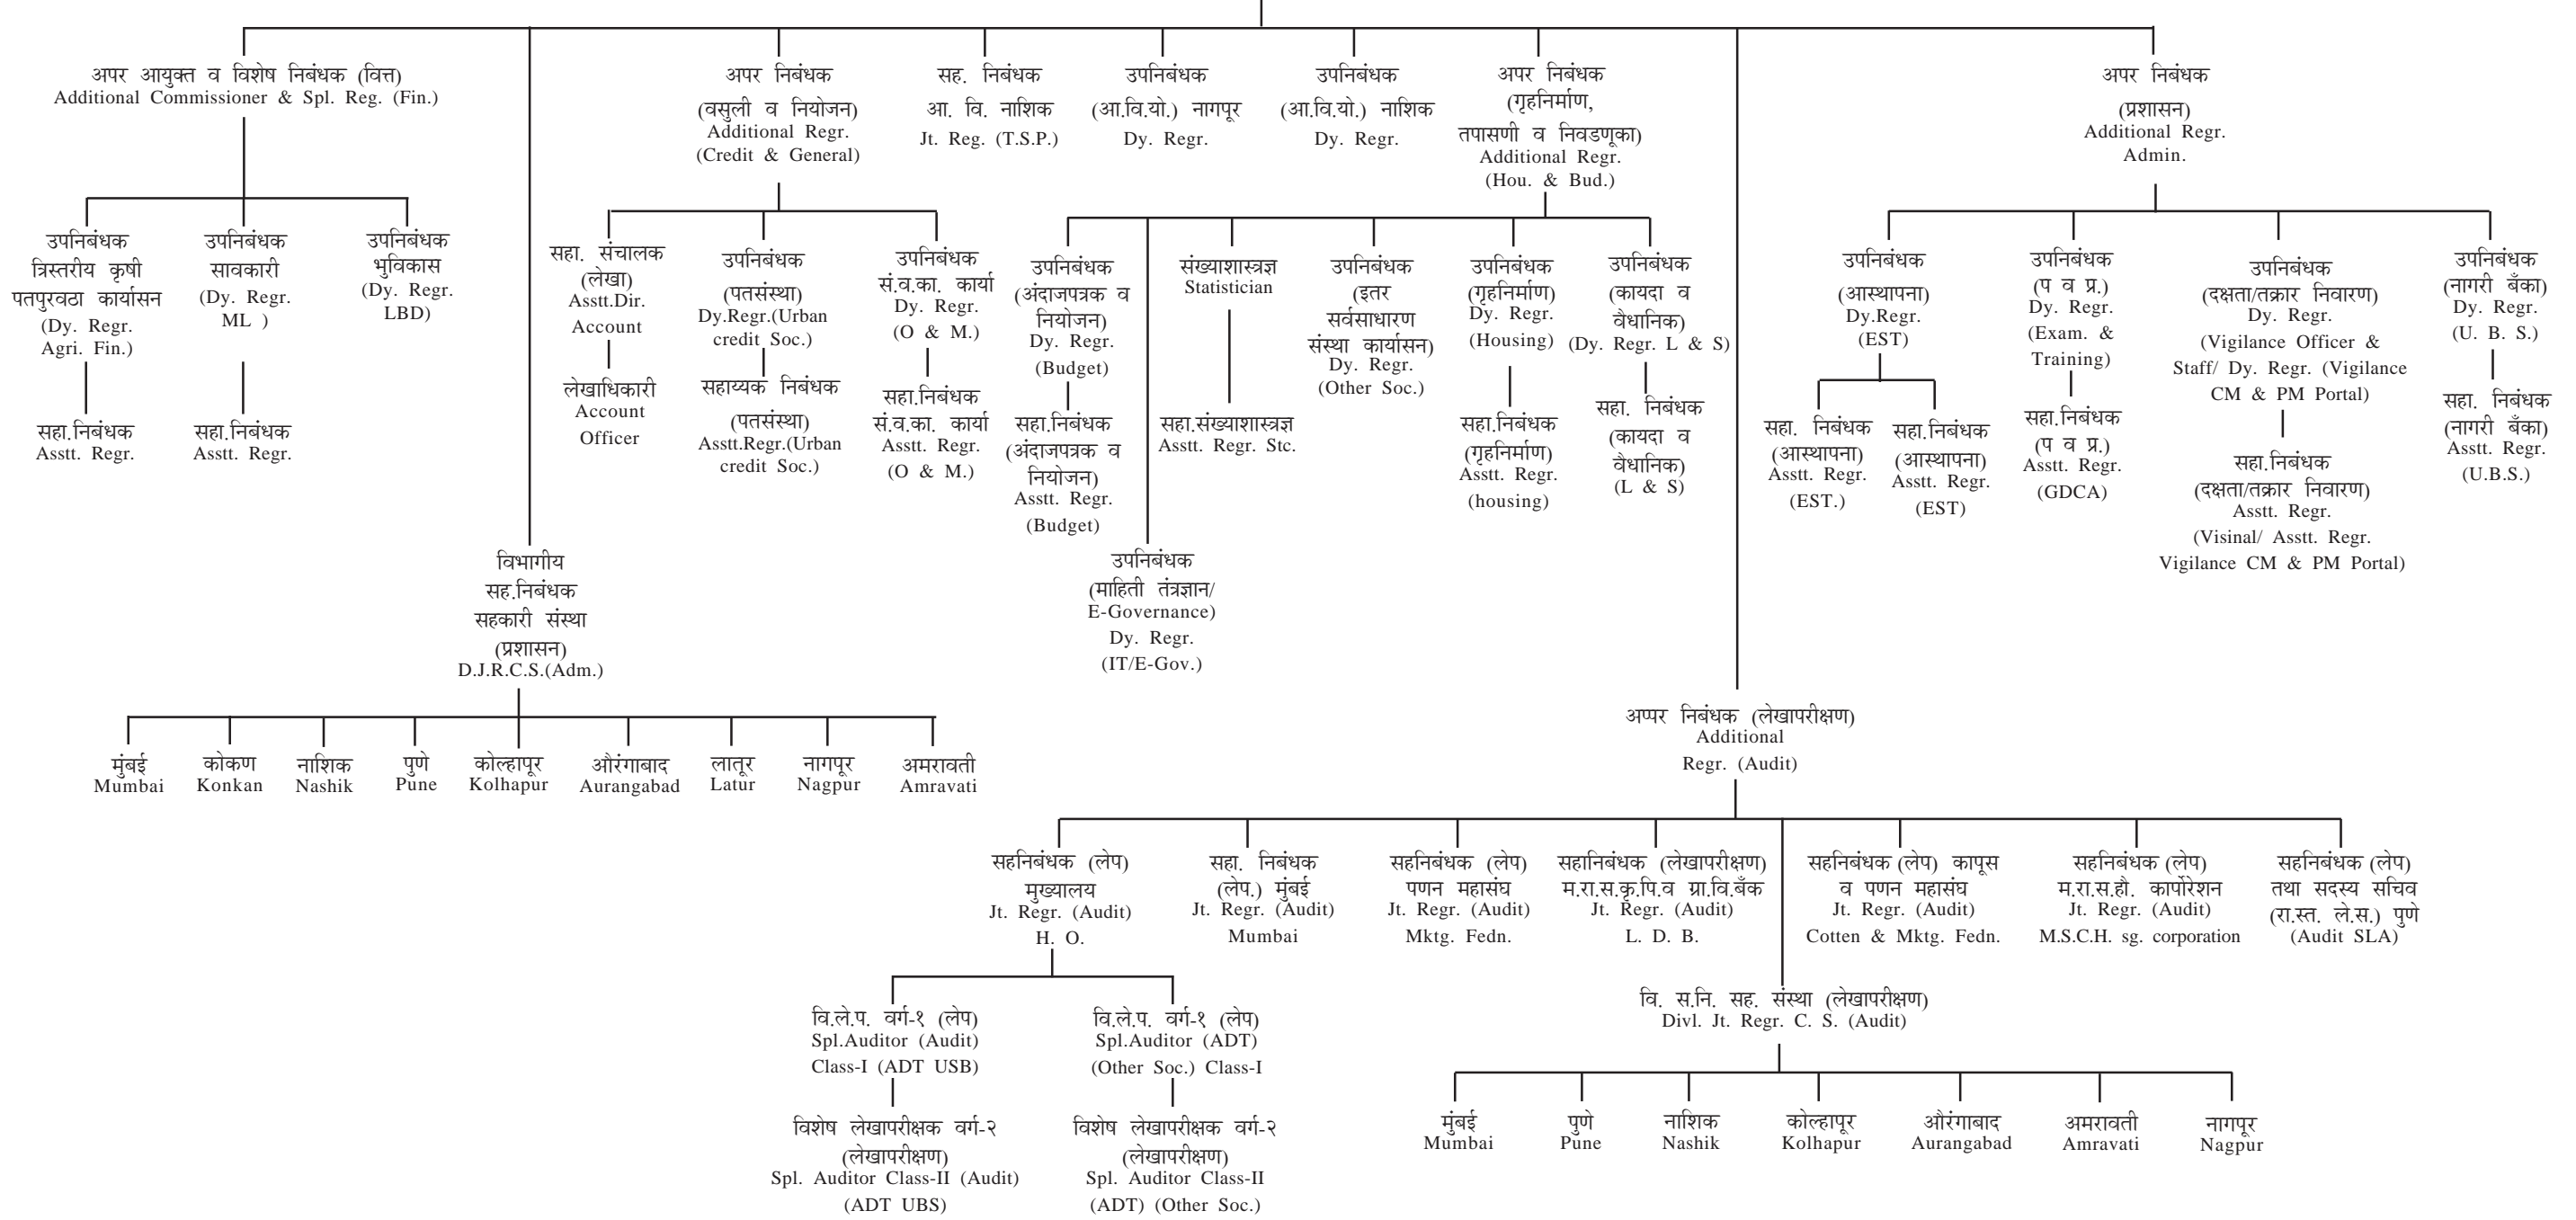 अपर आयुक्त व विशेष निबंधक (वित्त)
Additional Commissioner & Spl. Reg. (Fin.)
अपर निबंधक
(वसुली व नियोजन)
Additional Regr.
(Credit & General)
सह. निबंधक
आ. वि. नाशिक
Jt. Reg. (T.S.P.)
उपनिबंधक
(आ.वि.यो.) नागपूर
Dy. Regr.
उपनिबंधक
(आ.वि.यो.) नाशिक
Dy. Regr.
अपर निबंधक
(गृहनिर्माण,
तपासणी व निवडणूका)
Additional Regr.
(Hou. & Bud.)
अपर निबंधक
(प्रशासन)
Additional Regr.
Admin.
उपनिबंधक
त्रिस्तरीय कृषी
पतपुरवठा कार्यासन
(Dy. Regr.
Agri. Fin.)
सहा.निबंधक
Asstt. Regr.
उपनिबंधक
सावकारी
(Dy. Regr.
ML )
सहा.निबंधक
Asstt. Regr.
उपनिबंधक
भुविकास
(Dy. Regr.
LBD)
सहा. संचालक
(लेखा)
Asstt.Dir.
Account
लेखाधिकारी
Account
Officer
उपनिबंधक
(पतसंस्था)
Dy.Regr.(Urban
credit Soc.)
सहाय्यक निबंधक
(पतसंस्था)
Asstt.Regr.(Urban
credit Soc.)
उपनिबंधक
सं.व.का. कार्या
Dy. Regr.
(O & M.)
सहा.निबंधक
सं.व.का. कार्या
Asstt. Regr.
(O & M.)
उपनिबंधक
(अंदाजपत्रक व
नियोजन)
Dy. Regr.
(Budget)
सहा.निबंधक
(अंदाजपत्रक व
नियोजन)
Asstt. Regr.
(Budget)
उपनिबंधक
(माहिती तंत्रज्ञान/
E-Governance)
Dy. Regr.
(IT/E-Gov.)
संख्याशास्त्रज्ञ
Statistician
सहा.संख्याशास्त्रज्ञ
Asstt. Regr. Stc.
उपनिबंधक
(इतर
सर्वसाधारण
संस्था कार्यासन)
Dy. Regr.
(Other Soc.)
उपनिबंधक
(गृहनिर्माण)
Dy. Regr.
(Housing)
सहा.निबंधक
(गृहनिर्माण)
Asstt. Regr.
(housing)
उपनिबंधक
(कायदा व
वैधानिक)
(Dy. Regr. L & S)
सहा. निबंधक
(कायदा व
वैधानिक)
(L & S)
उपनिबंधक
(आस्थापना)
Dy.Regr.
(EST)
सहा. निबंधक
(आस्थापना)
Asstt. Regr.
(EST.)
सहा.निबंधक
(आस्थापना)
Asstt. Regr.
(EST)
उपनिबंधक
(प व प्र.)
Dy. Regr.
(Exam. &
Training)
सहा.निबंधक
(प व प्र.)
Asstt. Regr.
(GDCA)
उपनिबंधक
(दक्षता/तक्रार निवारण)
Dy. Regr.
(Vigilance Officer &
Staff/ Dy. Regr. (Vigilance
CM & PM Portal)
सहा.निबंधक
(दक्षता/तक्रार निवारण)
Asstt. Regr.
(Visinal/ Asstt. Regr.
Vigilance CM & PM Portal)
उपनिबंधक
(नागरी बँका)
Dy. Regr.
(U. B. S.)
सहा. निबंधक
(नागरी बँका)
Asstt. Regr.
(U.B.S.)
विभागीय
सह.निबंधक
सहकारी संस्था
(प्रशासन)
D.J.R.C.S.(Adm.)
मुंबई
Mumbai
कोकण
Konkan
नाशिक
Nashik
पुणे
Pune
कोल्हापूर
Kolhapur
औरंगाबाद
Aurangabad
लातूर
Latur
नागपूर
Nagpur
अमरावती
Amravati
अप्पर निबंधक (लेखापरीक्षण)
Additional
Regr. (Audit)
सहनिबंधक (लेप)
मुख्यालय
Jt. Regr. (Audit)
H. O.
सहा. निबंधक
(लेप.) मुंबई
Jt. Regr. (Audit)
Mumbai
सहनिबंधक (लेप)
पणन महासंघ
Jt. Regr. (Audit)
Mktg. Fedn.
सहानिबंधक (लेखापरीक्षण)
म.रा.स.कृ.पि.व ग्रा.वि.बँक
Jt. Regr. (Audit)
L. D. B.
सहनिबंधक (लेप) कापूस
व पणन महासंघ
Jt. Regr. (Audit)
Cotten & Mktg. Fedn.
सहनिबंधक (लेप)
म.रा.स.हौ. कार्पोरेशन
Jt. Regr. (Audit)
M.S.C.H. sg. corporation
सहनिबंधक (लेप)
तथा सदस्य सचिव
(रा.स्त. ले.स.) पुणे
(Audit SLA)
वि.ले.प. वर्ग-१ (लेप)
Spl.Auditor (Audit)
Class-I (ADT USB)
वि.ले.प. वर्ग-१ (लेप)
Spl.Auditor (ADT)
(Other Soc.) Class-I
विशेष लेखापरीक्षक वर्ग-२
(लेखापरीक्षण)
Spl. Auditor Class-II (Audit)
(ADT UBS)
विशेष लेखापरीक्षक वर्ग-२
(लेखापरीक्षण)
Spl. Auditor Class-II
(ADT) (Other Soc.)
वि. स.नि. सह. संस्था (लेखापरीक्षण)
Divl. Jt. Regr. C. S. (Audit)
मुंबई
Mumbai
पुणे
Pune
नाशिक
Nashik
कोल्हापूर
Kolhapur
औरंगाबाद
Aurangabad
अमरावती
Amravati
नागपूर
Nagpur